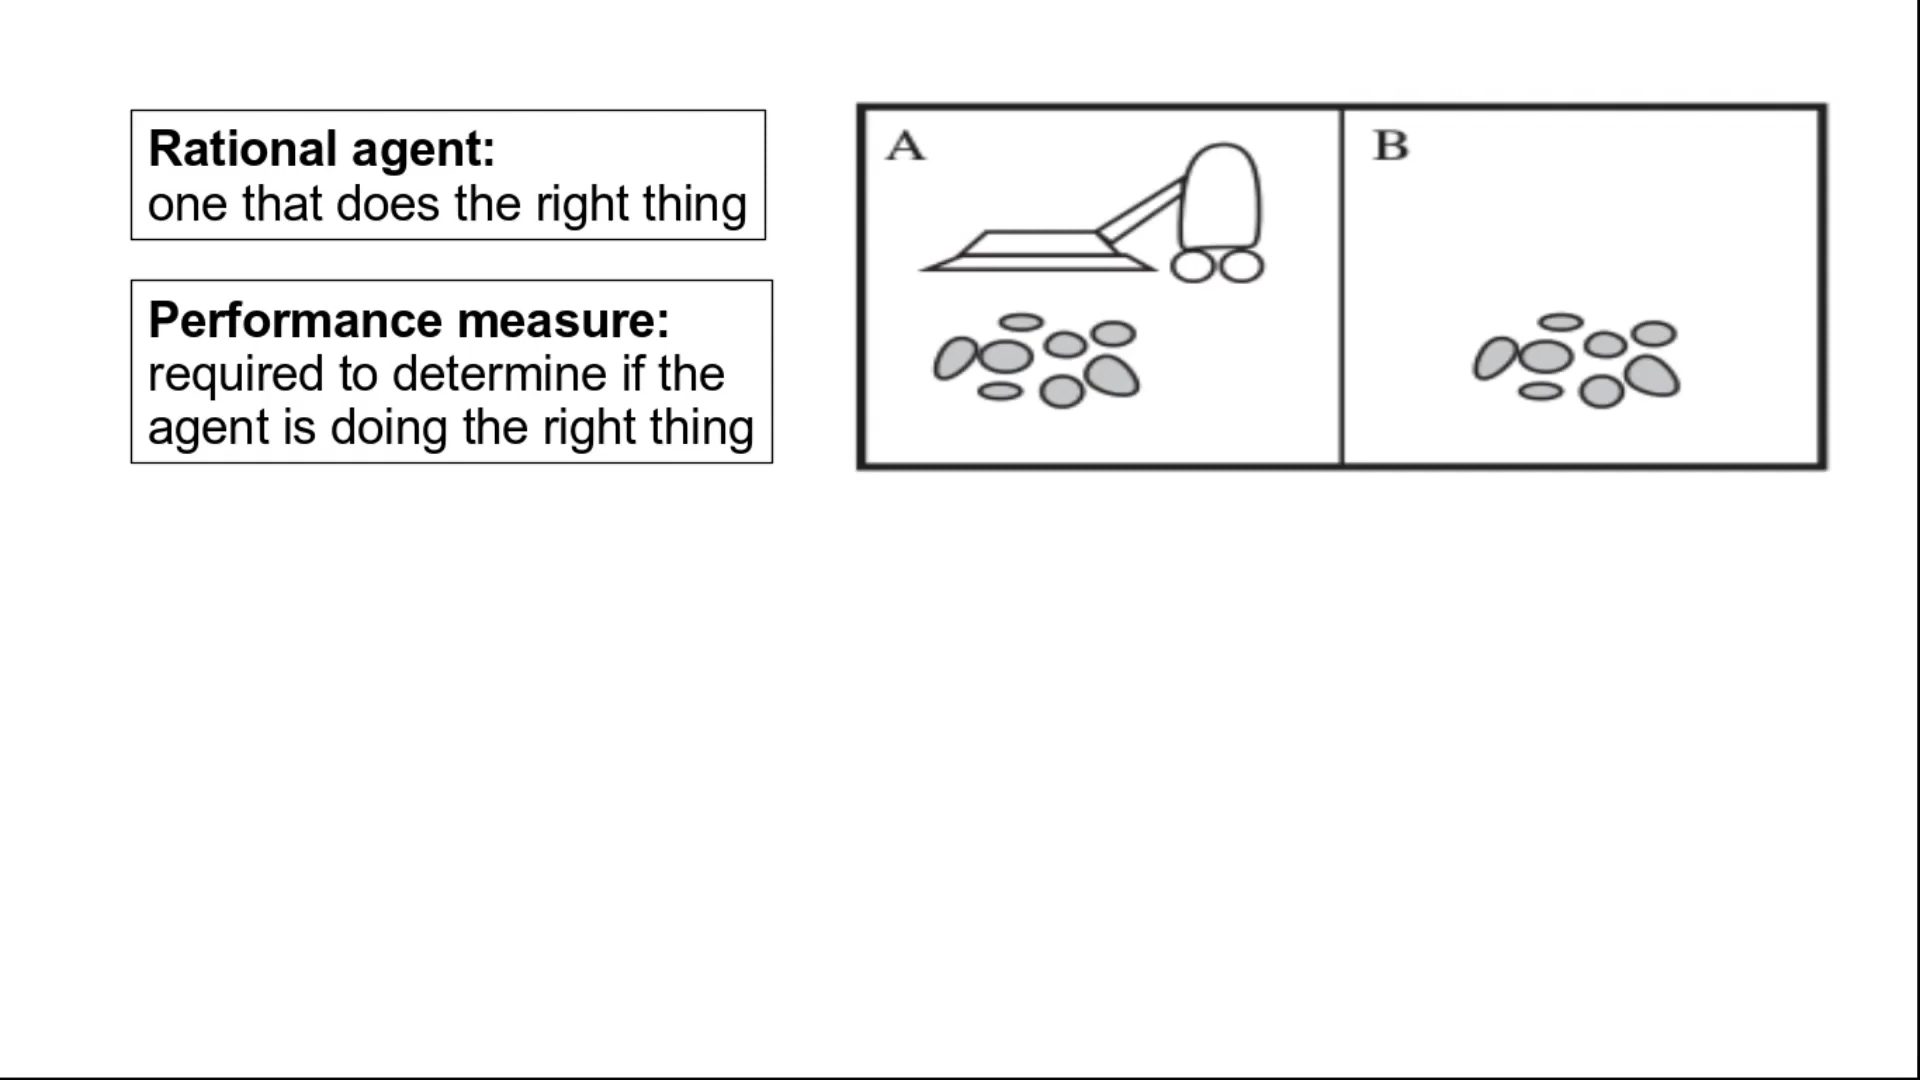 Rational agent:
one that does the right thing
Performance measure:
required to determine if the
agent is doing the right thing
A
B